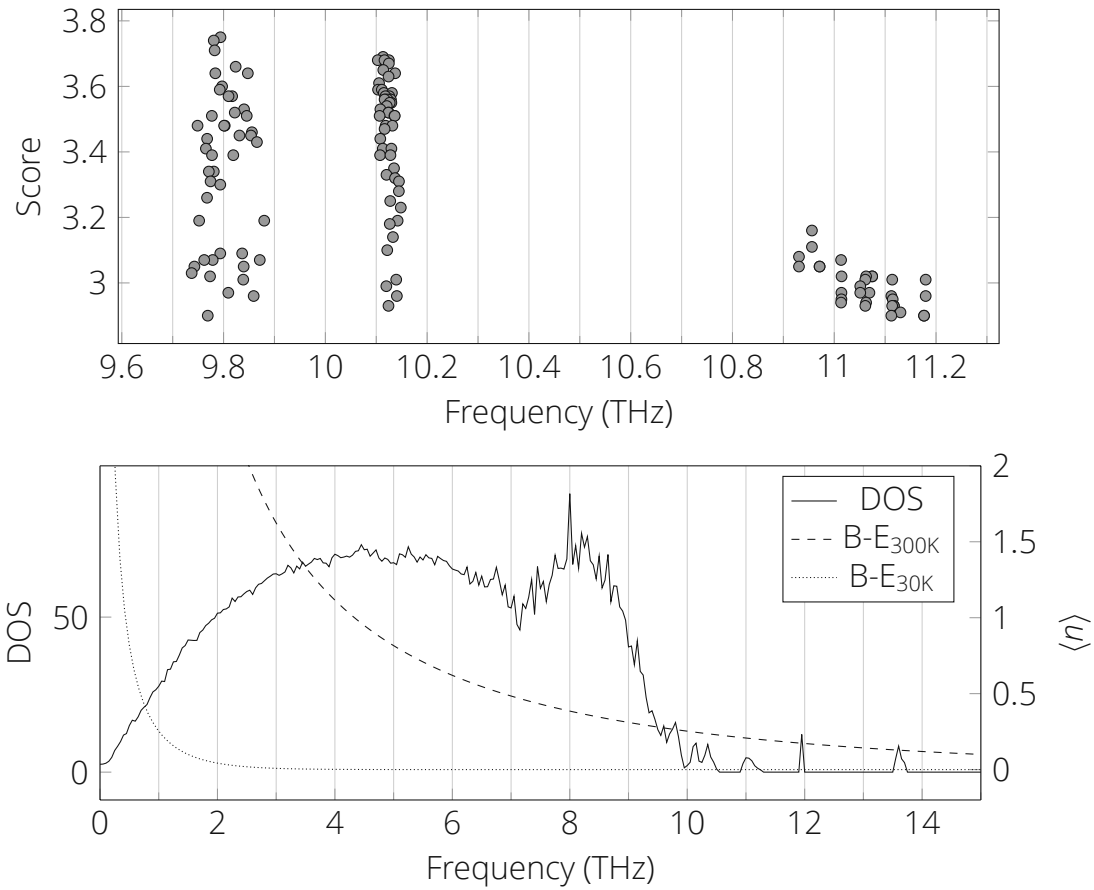 3.8
3.6
3.4
3.2
3
Score
9.6 9.8 10 10.2 10.4 10.6 10.8 11 11.2
Frequency (THz)
50
0
DOS
2
1.5
1
0.5
0
⟨n⟩
DOS
B-E300K
B-E30K
0 2 4 6 8 10 12 14
Frequency (THz)